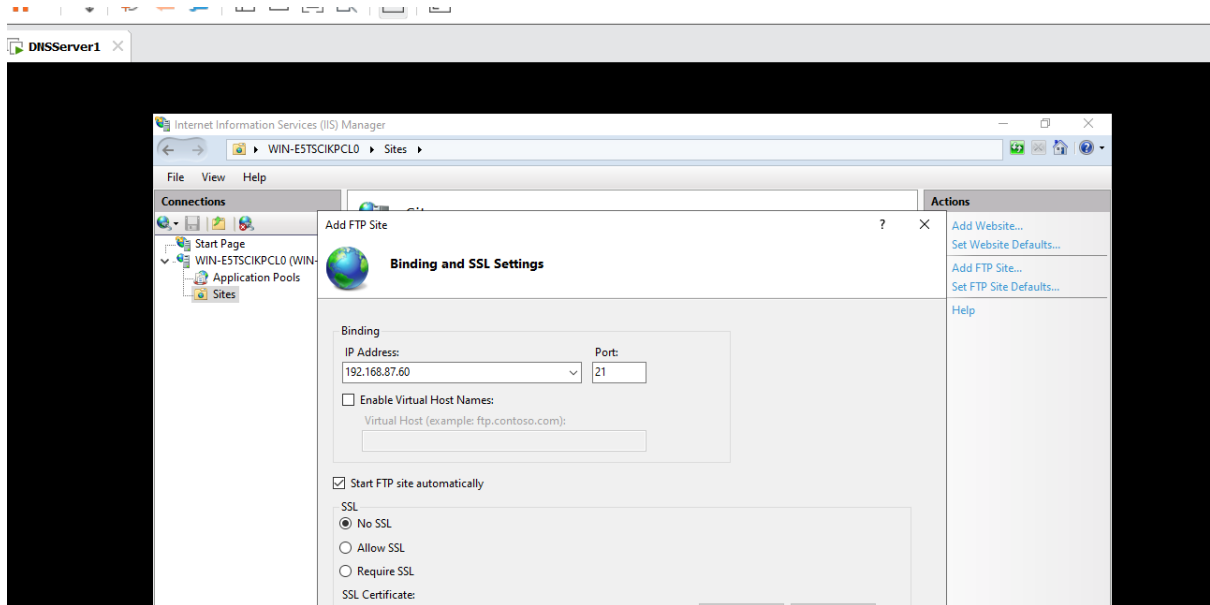 DNSServer1
Internet Information Services (IIS) Manager
WIN-E5TSCIKPCL0 Sites
File View Help
Connections
Actions
Start Page
WIN-E5TSCIKPCL0 (WIN-
Application Pools
Sites
Add FTP Site ?
Binding and SSL Settings
Binding
IP Address: Port:
192.168.87.60 21
Enable Virtual Host Names:
Virtual Host (example: ftp.contoso.com):
Start FTP site automatically
SSL
No SSL
Allow SSL
Require SSL
SSL Certificate:
Add Website...
Set Website Defaults...
Add FTP Site...
Set FTP Site Defaults...
Help